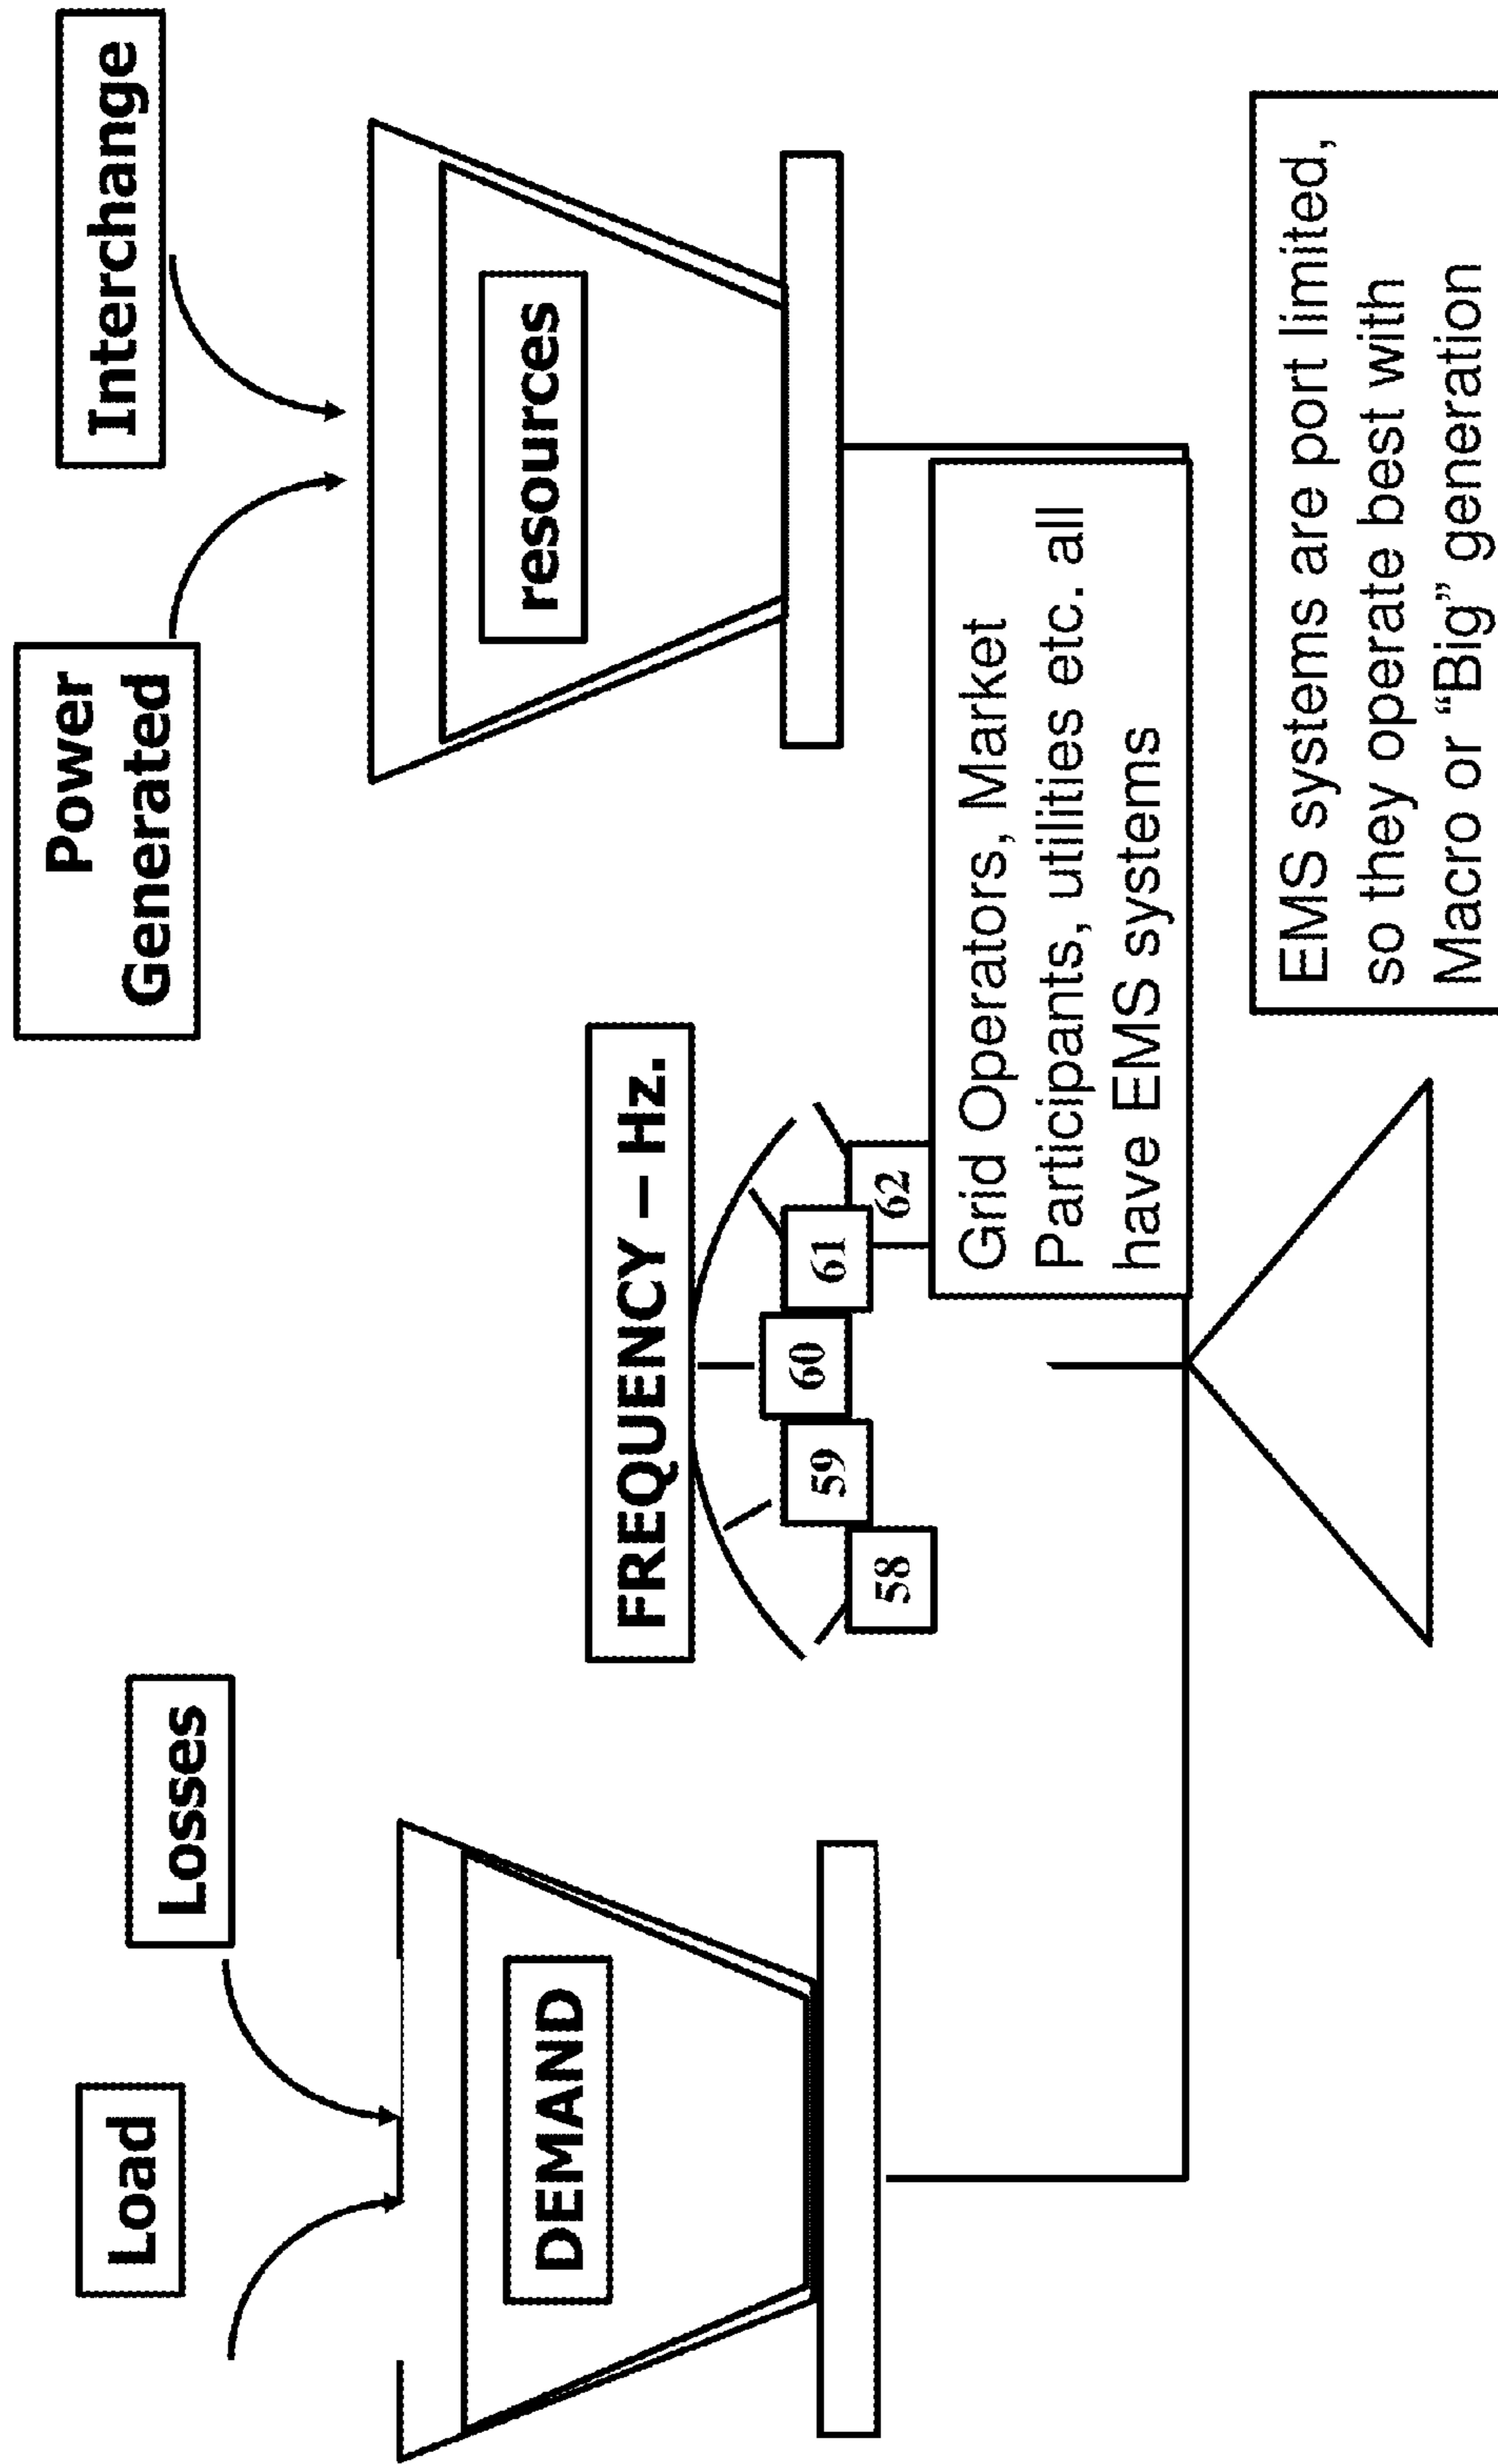 Load
Losses
Power
Generated
Interchange
DEMAND
FREQUENCY – Hz.
58
59
60
61
62
resources
Grid Operators, Market
Participants, utilities etc. all
have EMS systems
EMS systems are port limited,
so they operate best with
Macro or “Big” generation